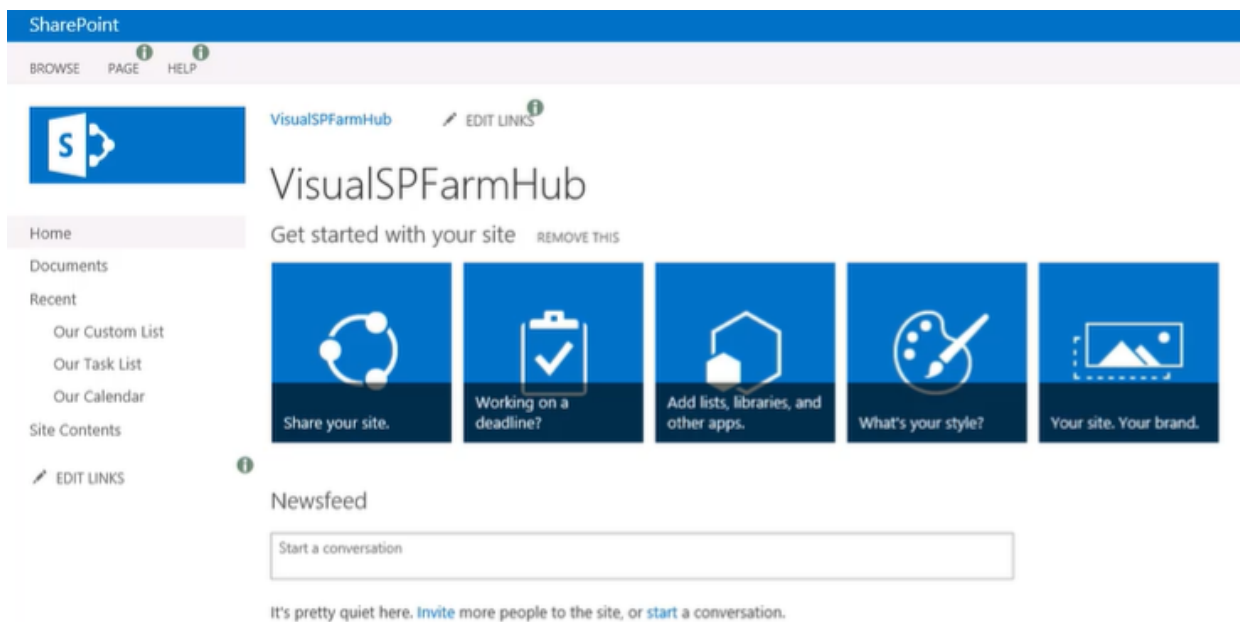 SharePoint
BROWSE PAGE HELP
VisualSPFarmHub EDIT LINKS
VisualSPFarmHub
Home
Documents
Recent
Our Custom List
Our Task List
Our Calendar
Site Contents
EDIT LINKS
Get started with your site REMOVE THIS
Share your site.
Working on a
deadline?
Add lists, libraries, and
other apps.
What's your style?
Your site. Your brand.
Newsfeed
Start a conversation
It's pretty quiet here. Invite more people to the site, or start a conversation.